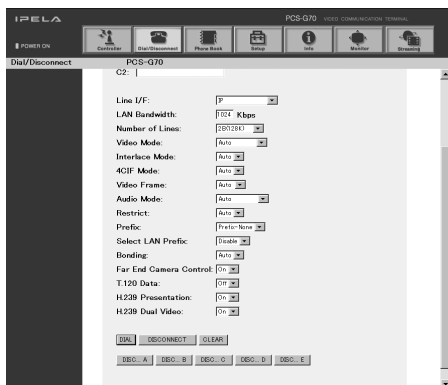 IPELA
PCS-G70 VIDEO COMMUNICATION TERMINAL
POWER ON
Controller Dial/Disconnect Phone Book Setup Info Monitor Streaming
Dial/Disconnect PCS-G70
C2:
Line I/F: IP
LAN Bandwidth: 1024 Kbps
Number of Lines: 2B(128K)
Video Mode: Auto
Interlace Mode: Auto
4CIF Mode: Auto
Video Frame: Auto
Audio Mode: Auto
Restrict: Auto
Prefix: Prefix-None
Select LAN Prefix: Disable
Bonding: Auto
Far End Camera Control: On
T.120 Data: Off
H.239 Presentation: On
H.239 Dual Video: On
DIAL DISCONNECT CLEAR
DISC... A DISC... B DISC... C DISC... D DISC... E